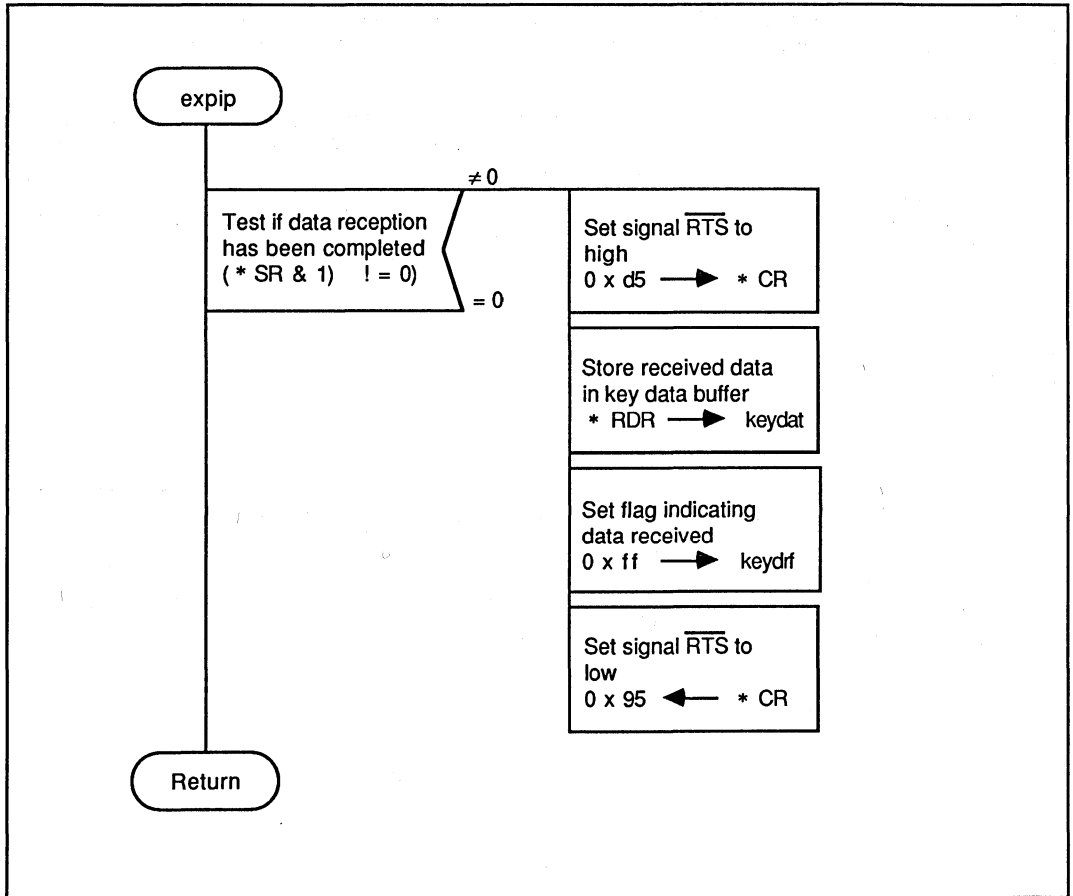 expip
≠ 0
Test if data reception
has been completed
( * SR & 1) ! = 0)
= 0
Set signal R̅T̅S̅ to
high
0 x d5 ⟶ * CR
Store received data
in key data buffer
* RDR ⟶ keydat
Set flag indicating
data received
0 x ff ⟶ keydrf
Set signal R̅T̅S̅ to
low
0 x 95 ⟵ * CR
Return